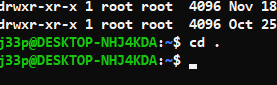 drwxr-xr-x 1 root root  4096 Nov 18
drwxr-xr-x 1 root root  4096 Oct 25
j33p@DESKTOP-NHJ4KDA:~$ cd .
j33p@DESKTOP-NHJ4KDA:~$